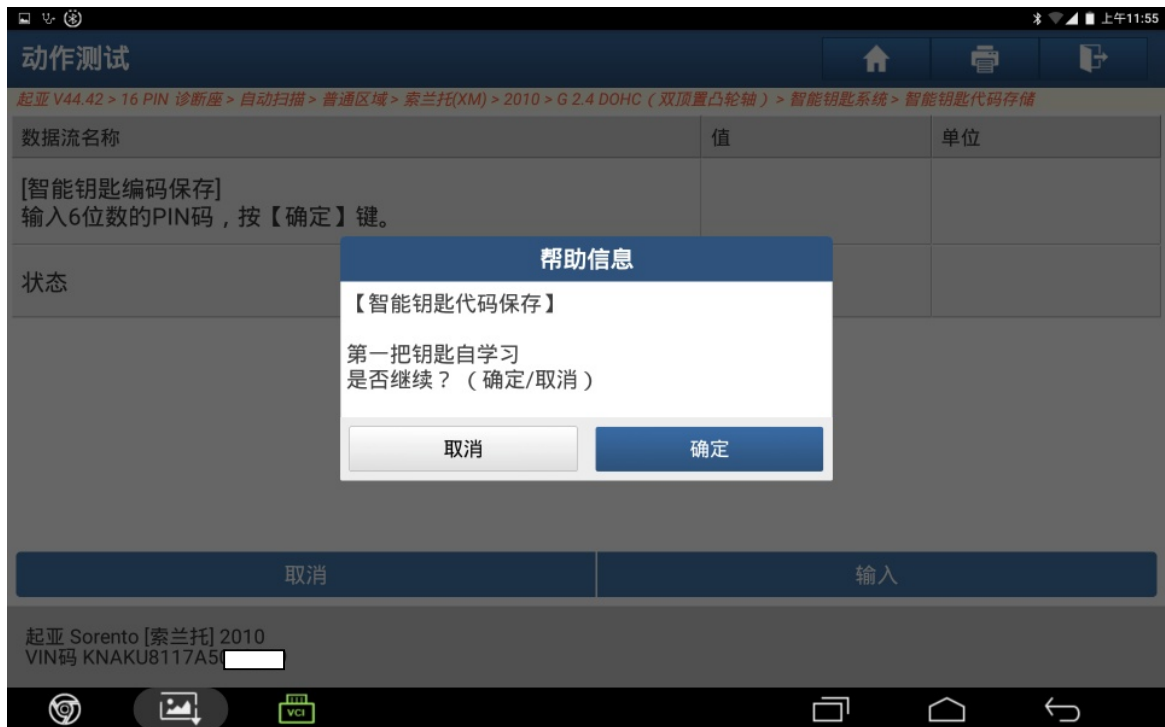 上午11:55
动作测试
起亚 V44.42 > 16 PIN 诊断座 > 自动扫描 > 普通区域 > 索兰托(XM) > 2010 > G 2.4 DOHC（双顶置凸轮轴）> 智能钥匙系统 > 智能钥匙代码存储
数据流名称 值 单位
[智能钥匙编码保存]
输入6位数的PIN码，按【确定】键。
状态
帮助信息
【智能钥匙代码保存】
第一把钥匙自学习
是否继续？（确定/取消）
取消 确定
取消 输入
起亚 Sorento [索兰托] 2010
VIN码 KNAKU8117A5
VCI